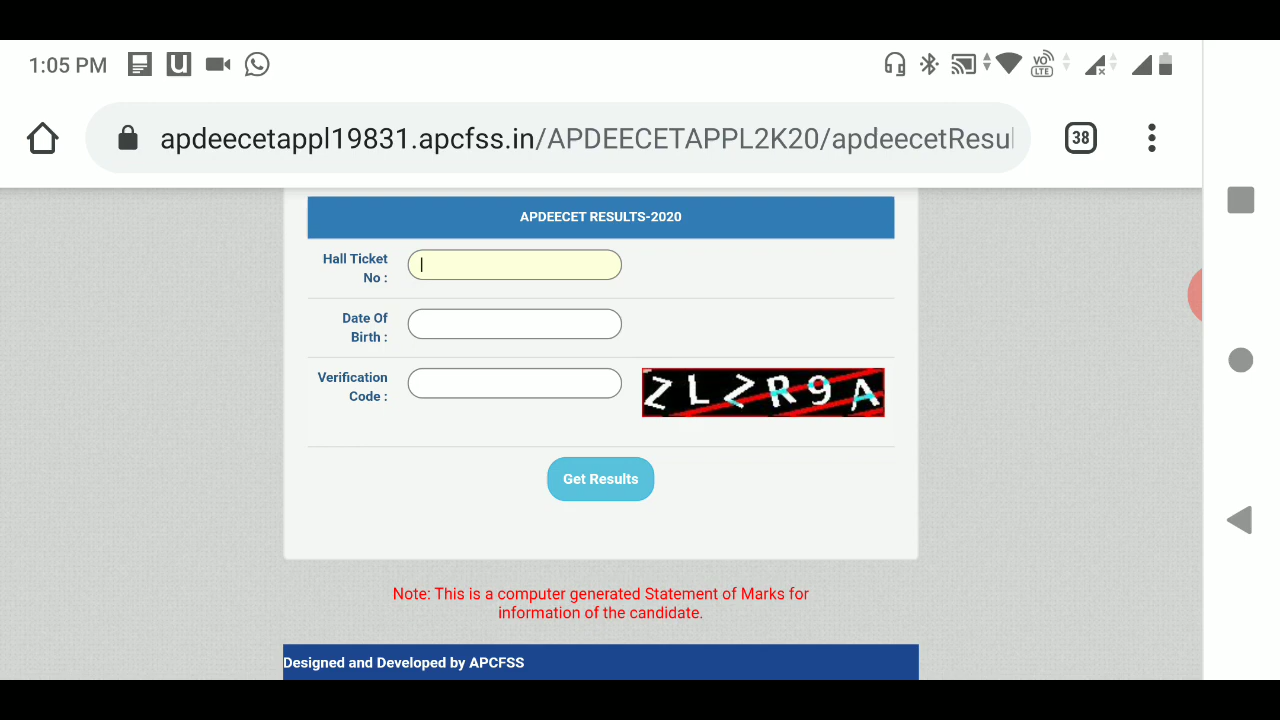 1:05 PM
VO
LTE
apdeecetappl19831.apcfss.in/APDEECETAPPL2K20/apdeecetResul
38
APDEECET RESULTS-2020
Hall Ticket
No :
Date Of
Birth :
Verification
Code :
ZLZR9A
Get Results
Note: This is a computer generated Statement of Marks for
information of the candidate.
Designed and Developed by APCFSS